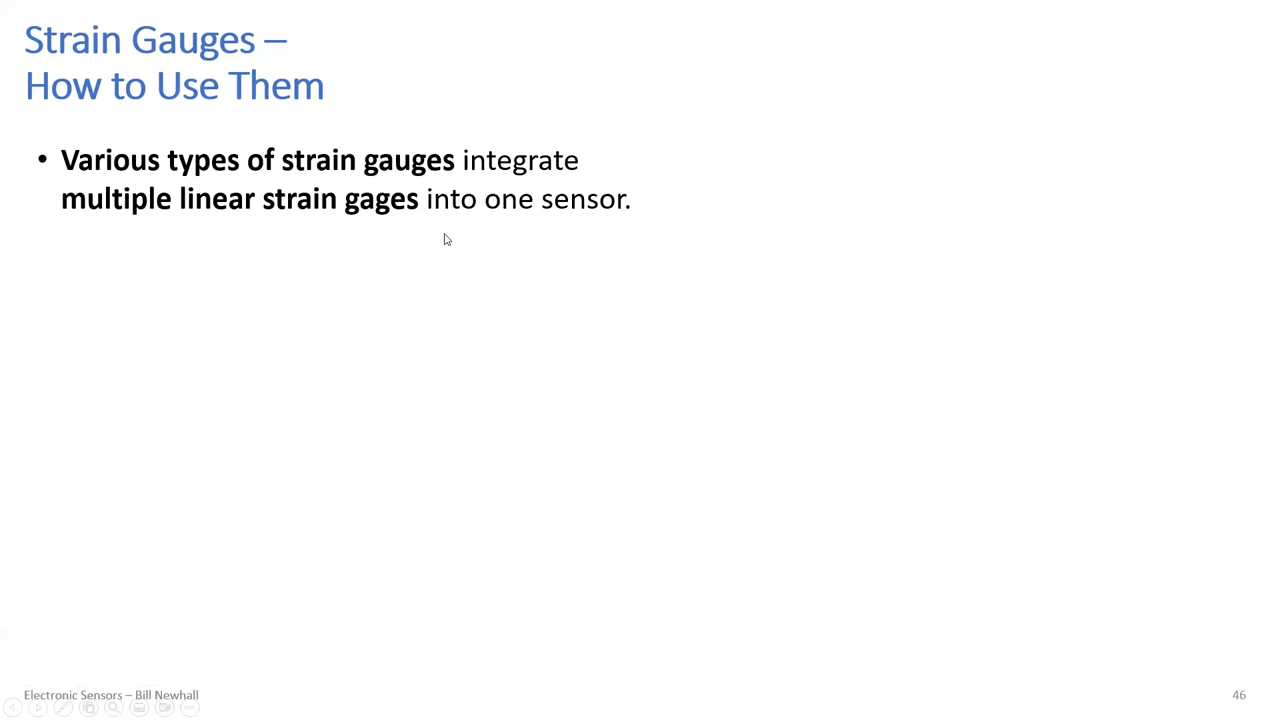 Strain Gauges –
How to Use Them
• Various types of strain gauges integrate
multiple linear strain gages into one sensor.
Electronic Sensors – Bill Newhall
46